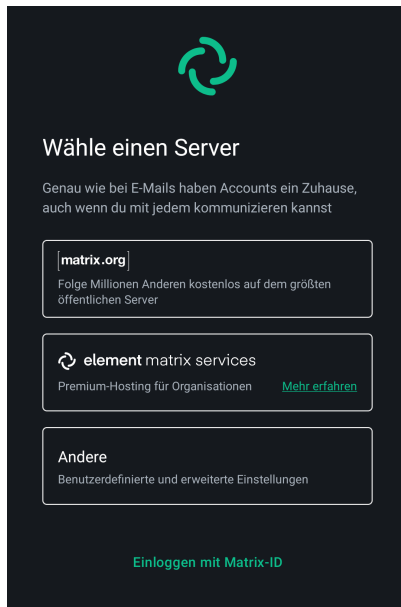 Wähle einen Server
Genau wie bei E-Mails haben Accounts ein Zuhause,
auch wenn du mit jedem kommunizieren kannst
[matrix.org]
Folge Millionen Anderen kostenlos auf dem größten
öffentlichen Server
element matrix services
Premium-Hosting für Organisationen Mehr erfahren
Andere
Benutzerdefinierte und erweiterte Einstellungen
Einloggen mit Matrix-ID